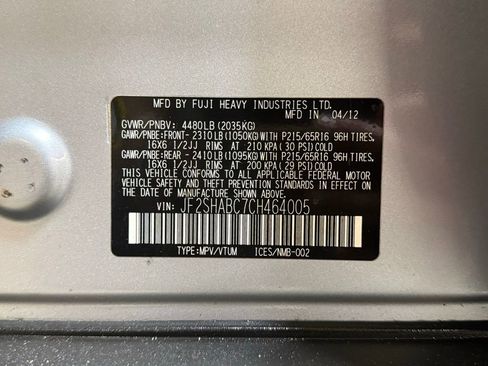 MFD BY FUJI HEAVY INDUSTRIES LTD.
MFD IN 04/12
GVWR/PNBV: 4480LB(2035KG)
GAWR/PNBE:FRONT- 2310LB(1050KG)WITH P215/65R16 96H TIRES,
16X6 1/2JJ RIMS, AT 210 KPA(30 PSI)COLD
GAWR/PNBE:REAR - 2410LB(1095KG)WITH P215/65R16 96H TIRES,
16X6 1/2JJ RIMS, AT 200 KPA(29 PSI)COLD
THIS VEHICLE CONFORMS TO ALL APPLICABLE FEDERAL MOTOR
VEHICLE SAFETY AND THEFT PREVENTION STANDARDS IN EFFECT
ON THE DATE OF MANUFACTURE SHOWN ABOVE.
VIN: JF2SHABC7CH464005
TYPE:MPV/VTUM ICES/NMB-002